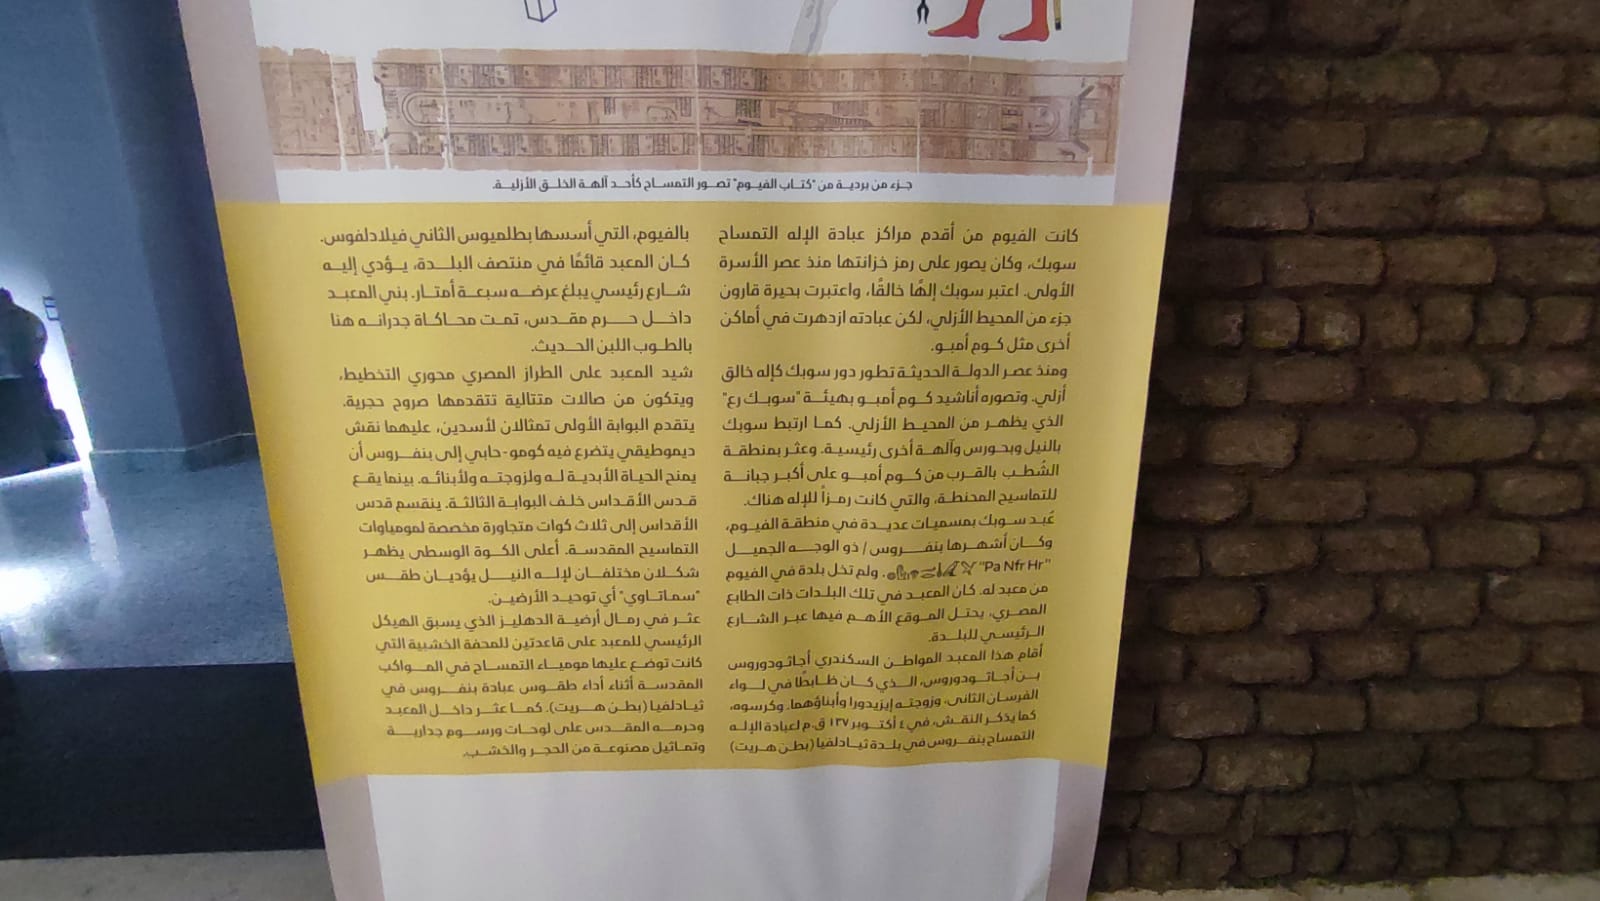 جزء من بردية من "كتاب الفيوم" تصور التمساح كأحد آلهة الخلق الأزلية.
كانت الفيوم من أقدم مراكز عبادة الإله التمساح
سوبك، وكان يصور على رمز خزانتها منذ عصر الأسرة
الأولى. اعتبر سوبك إلهًا خالقًا، واعتبرت بحيرة قارون
جزء من المحيط الأزلي، لكن عبادته ازدهرت في أماكن
أخرى مثل كوم أمبو.
ومنذ عصر الدولة الحديثة تطور دور سوبك كإله خالق
أزلي. وتصوره أناشيد كوم أمبو بهيئة "سوبك رع"
الذي يظهر من المحيط الأزلي. كما ارتبط سوبك
بالنيل وبحورس وآلهة أخرى رئيسية. وعثر بمنطقة
الشُطب بالقرب من كوم أمبو على أكبر جبانة
للتماسيح المحنطة، والتي كانت رمزاً للإله هناك.
عُبد سوبك بمسميات عديدة في منطقة الفيوم،
وكان أشهرها بنفروس / ذو الوجه الجميل
"Pa Nfr Hr". ولم تخل بلدة في الفيوم
من معبد له. كان المعبد في تلك البلدات ذات الطابع
المصري، يحتل الموقع الأهم فيها عبر الشارع
الرئيسي للبلدة.
أقام هذا المعبد المواطن السكندري أجاثودوروس
بن أجاثودوروس، الذي كان ظابطًا في لواء
الفرسان الثاني، وزوجته إيزيدورا وأبناؤهما. وكرسوه،
كما يذكر النقش، في ٤ أكتوبر ١٣٧ ق.م لعبادة الإله
التمساح بنفروس في بلدة ثيادلفيا (بطن هريت)
بالفيوم، التي أسسها بطلميوس الثاني فيلادلفوس.
كان المعبد قائمًا في منتصف البلدة، يؤدي إليه
شارع رئيسي يبلغ عرضه سبعة أمتار. بني المعبد
داخل حرم مقدس، تمت محاكاة جدرانه هنا
بالطوب اللبن الحديث.
شيد المعبد على الطراز المصري محوري التخطيط،
ويتكون من صالات متتالية تتقدمها صروح حجرية.
يتقدم البوابة الأولى تمثالان لأسدين، عليهما نقش
ديموطيقي يتضرع فيه كومو-حابي إلى بنفروس أن
يمنح الحياة الأبدية له ولزوجته ولأبنائه. بينما يقع
قدس الأقداس خلف البوابة الثالثة. ينقسم قدس
الأقداس إلى ثلاث كوات متجاورة مخصصة لمومياوات
التماسيح المقدسة. أعلى الكوة الوسطى يظهر
شكلان مختلفان لإله النيل يؤديان طقس
"سماتاوي" أي توحيد الأرضين.
عثر في رمال أرضية الدهليز الذي يسبق الهيكل
الرئيسي للمعبد على قاعدتين للمحفة الخشبية التي
كانت توضع عليها مومياء التمساح في المواكب
المقدسة أثناء أداء طقوس عبادة بنفروس في
ثيادلفيا (بطن هريت). كما عثر داخل المعبد
وحرمه المقدس على لوحات ورسوم جدارية
وتماثيل مصنوعة من الحجر والخشب.